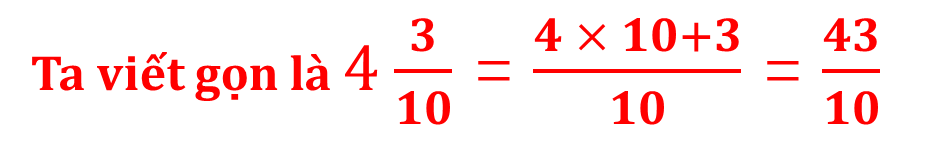 Ta viết gọn là 4 3/10 = (4 × 10+3)/10 = 43/10